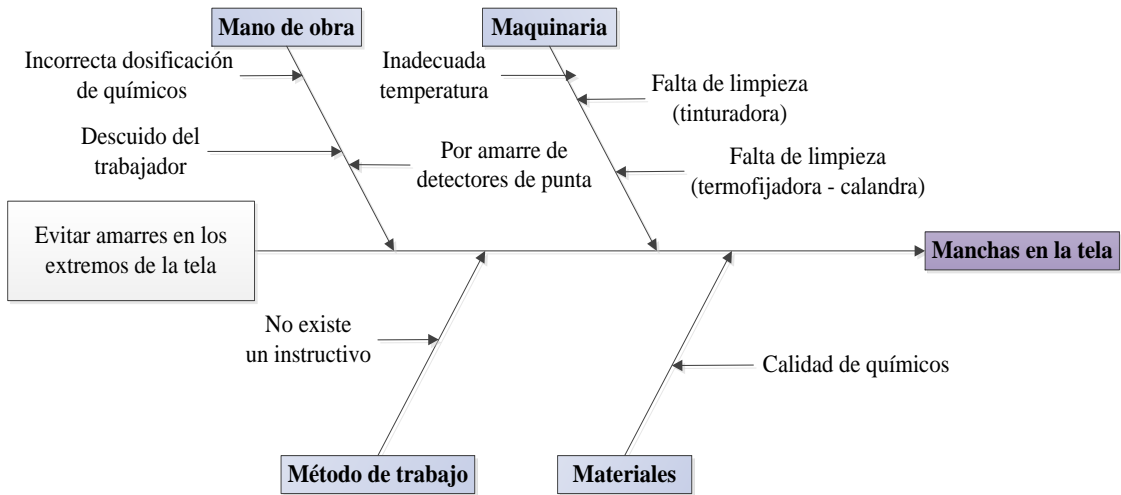 Mano de obra
Maquinaria
Incorrecta dosificación
de químicos
Inadecuada
temperatura
Falta de limpieza
(tinturadora)
Descuido del
trabajador
Por amarre de
detectores de punta
Falta de limpieza
(termofijadora - calandra)
Evitar amarres en los
extremos de la tela
Manchas en la tela
No existe
un instructivo
Calidad de químicos
Método de trabajo
Materiales